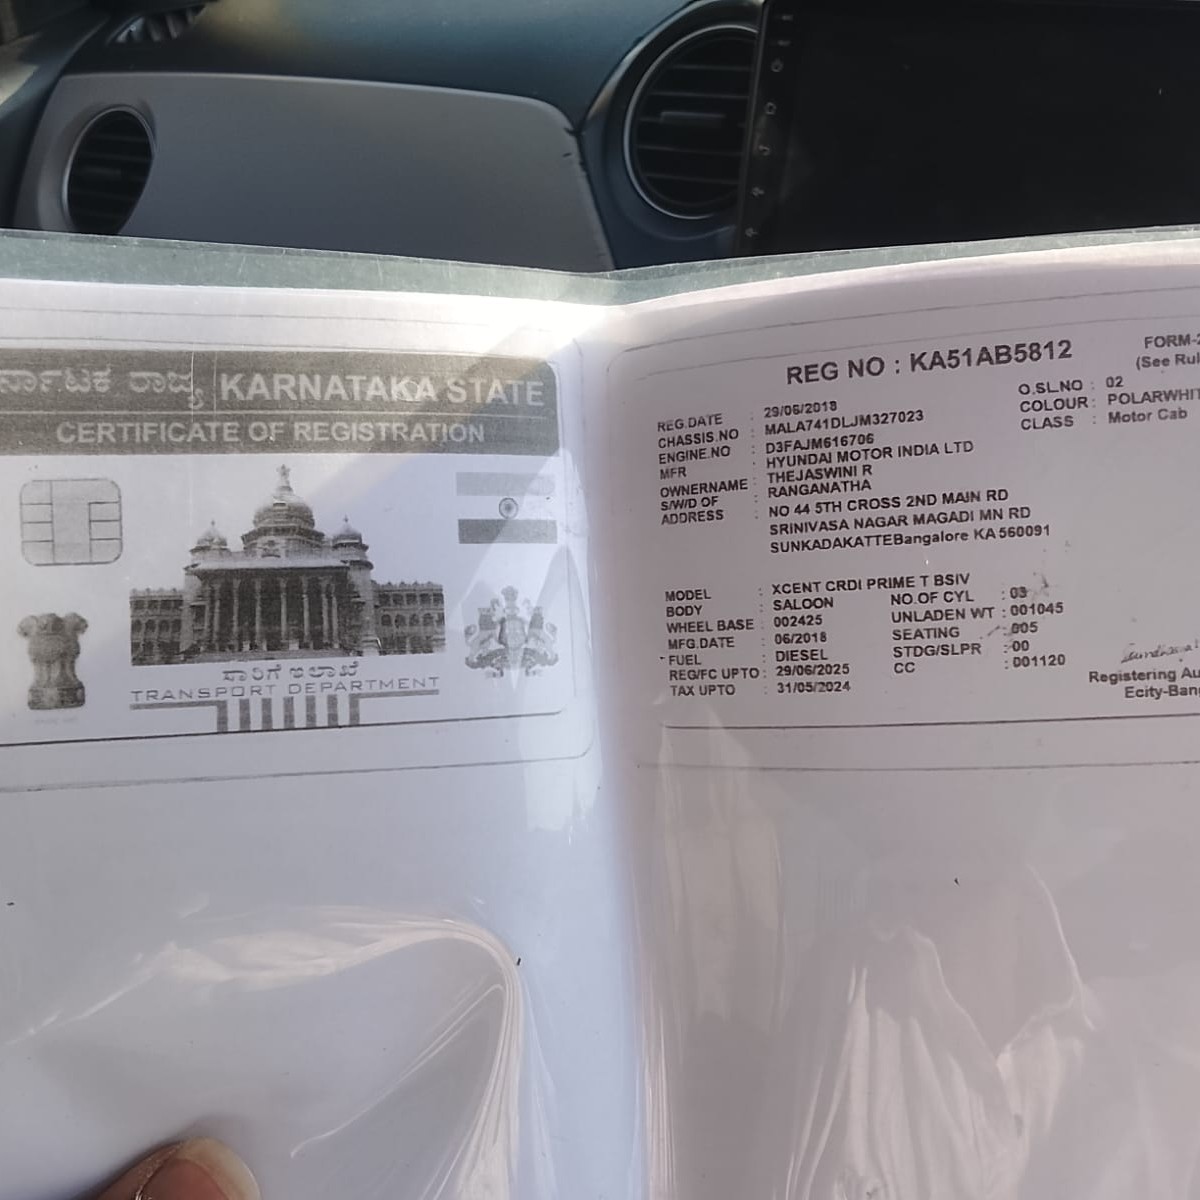 ರ್ನಾಟಕ ರಾಜ್ಯ KARNATAKA STATE
CERTIFICATE OF REGISTRATION
ಸಾರಿಗೆ ಇಲಾಖೆ
TRANSPORT DEPARTMENT
FORM-2
(See Rul
REG NO : KA51AB5812
REG.DATE : 29/06/2018 O.SL.NO : 02
CHASSIS.NO : MALA741DLJM327023 COLOUR : POLARWHIT
ENGINE.NO : D3FAJM616706 CLASS : Motor Cab
MFR : HYUNDAI MOTOR INDIA LTD
OWNERNAME : THEJASWINI R
S/W/D OF : RANGANATHA
ADDRESS : NO 44 5TH CROSS 2ND MAIN RD
SRINIVASA NAGAR MAGADI MN RD
SUNKADAKATTEBangalore KA 560091
MODEL : XCENT CRDI PRIME T BSIV
BODY : SALOON NO.OF CYL : 03
WHEEL BASE : 002425 UNLADEN WT : 001045
MFG.DATE : 06/2018 SEATING : 005
FUEL : DIESEL STDG/SLPR : 00
REG/FC UPTO : 29/06/2025 CC : 001120
TAX UPTO : 31/05/2024
Registering Au
Ecity-Bang